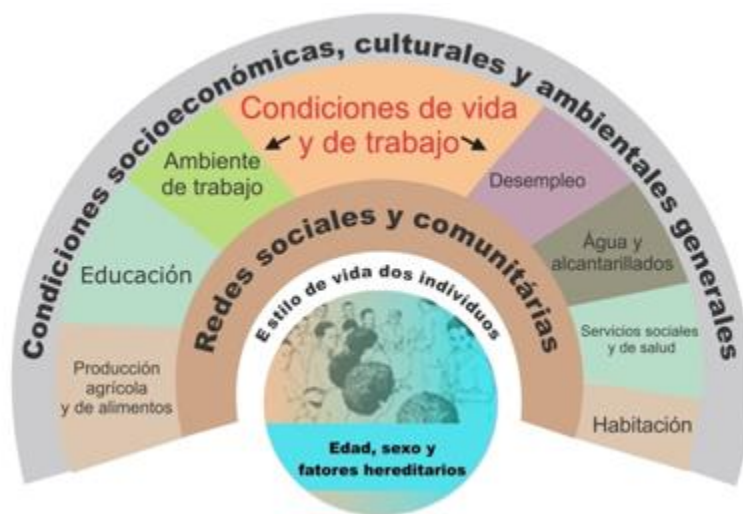 Condiciones socioeconómicas, culturales y ambientales generales
Condiciones de vida
y de trabajo
Ambiente
de trabajo
Desempleo
Educación
Água y
alcantarillados
Producción
agrícola
y de alimentos
Servicios sociales
y de salud
Habitación
Redes sociales y comunitárias
Estilo de vida dos individuos
Edad, sexo y
fatores hereditarios